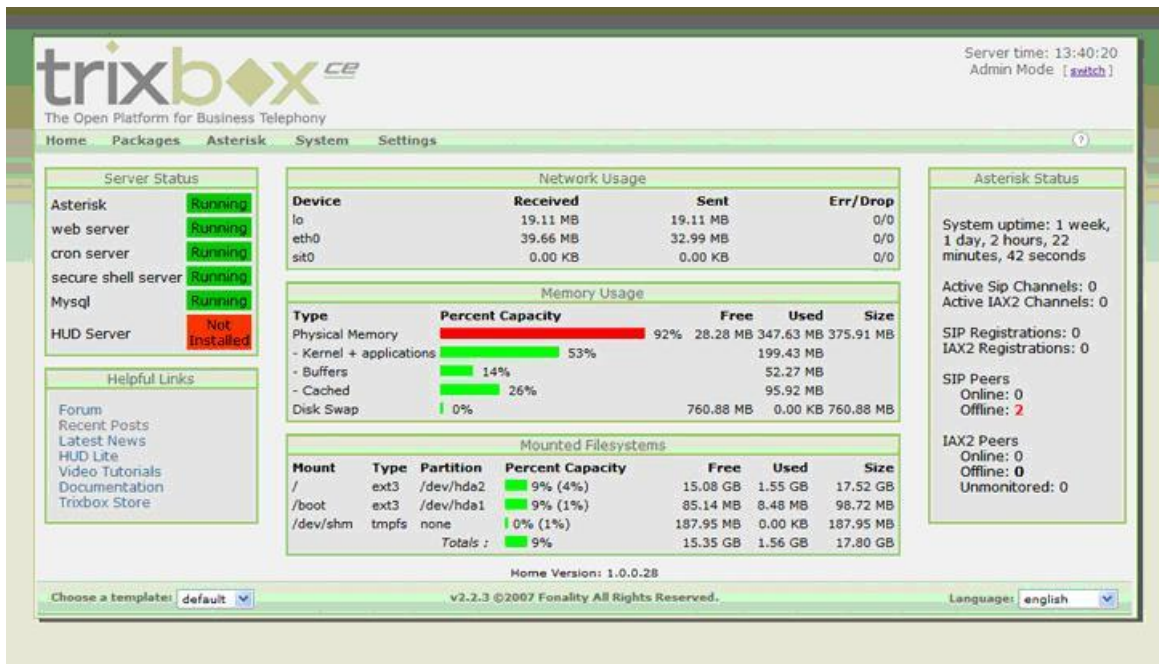 trixbox ce
The Open Platform for Business Telephony
Server time: 13:40:20
Admin Mode [ switch ]
Home Packages Asterisk System Settings ?
Server Status
Asterisk Running
web server Running
cron server Running
secure shell server Running
Mysql Running
HUD Server Not Installed
Helpful Links
Forum
Recent Posts
Latest News
HUD Lite
Video Tutorials
Documentation
Trixbox Store
Network Usage
Device Received Sent Err/Drop
lo 19.11 MB 19.11 MB 0/0
eth0 39.66 MB 32.99 MB 0/0
sit0 0.00 KB 0.00 KB 0/0
Memory Usage
Type Percent Capacity Free Used Size
Physical Memory 92% 28.28 MB 347.63 MB 375.91 MB
- Kernel + applications 53% 199.43 MB
- Buffers 14% 52.27 MB
- Cached 26% 95.92 MB
Disk Swap 0% 760.88 MB 0.00 KB 760.88 MB
Mounted Filesystems
Mount Type Partition Percent Capacity Free Used Size
/ ext3 /dev/hda2 9% (4%) 15.08 GB 1.55 GB 17.52 GB
/boot ext3 /dev/hda1 9% (1%) 85.14 MB 8.48 MB 98.72 MB
/dev/shm tmpfs none 0% (1%) 187.95 MB 0.00 KB 187.95 MB
Totals : 9% 15.35 GB 1.56 GB 17.80 GB
Asterisk Status
System uptime: 1 week,
1 day, 2 hours, 22
minutes, 42 seconds
Active Sip Channels: 0
Active IAX2 Channels: 0
SIP Registrations: 0
IAX2 Registrations: 0
SIP Peers
Online: 0
Offline: 2
IAX2 Peers
Online: 0
Offline: 0
Unmonitored: 0
Home Version: 1.0.0.28
Choose a template: default
v2.2.3 ©2007 Fonality All Rights Reserved.
Language: english